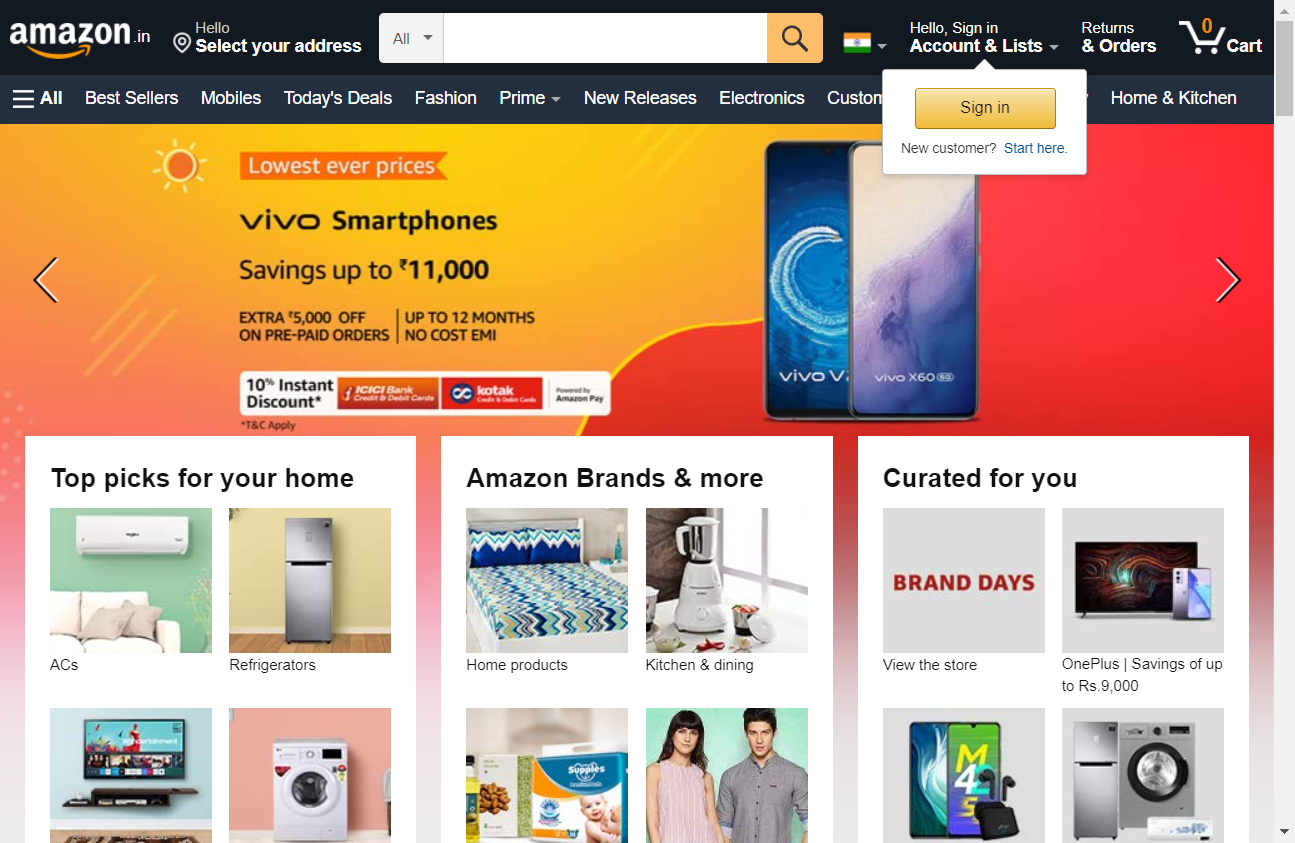 amazon.in
Hello
Select your address
All
Hello, Sign in
Account & Lists
Returns
& Orders
0
Cart
All
Best Sellers
Mobiles
Today's Deals
Fashion
Prime
New Releases
Electronics
Custom
Home & Kitchen
Sign in
New customer? Start here.
Lowest ever prices
vivo Smartphones
Savings up to ₹11,000
EXTRA ₹5,000 OFF
ON PRE-PAID ORDERS
UP TO 12 MONTHS
NO COST EMI
10% Instant
Discount*
ICICI Bank
Credit & Debit Cards
kotak
Credit & Debit Cards
Powered by
Amazon Pay
*T&C Apply
vivo V
vivo X60 5G
Top picks for your home
ACs
Refrigerators
Amazon Brands & more
Home products
Kitchen & dining
Supples
Curated for you
BRAND DAYS
View the store
OnePlus | Savings of up
to Rs.9,000